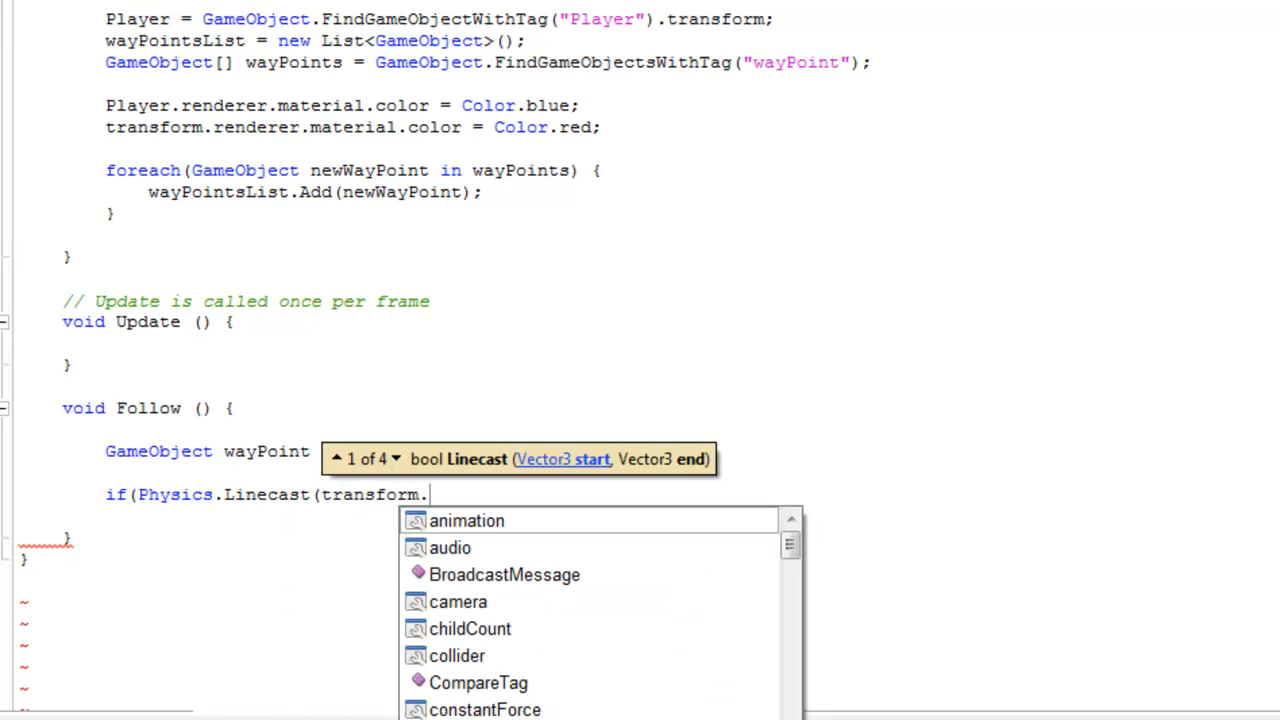 Player = GameObject.FindGameObjectWithTag("Player").transform;
wayPointsList = new List<GameObject>();
GameObject[] wayPoints = GameObject.FindGameObjectsWithTag("wayPoint");
Player.renderer.material.color = Color.blue;
transform.renderer.material.color = Color.red;
foreach(GameObject newWayPoint in wayPoints) {
wayPointsList.Add(newWayPoint);
}
}
// Update is called once per frame
void Update () {
}
void Follow () {
GameObject wayPoint
1 of 4 bool Linecast (Vector3 start, Vector3 end)
if(Physics.Linecast(transform.
animation
audio
BroadcastMessage
camera
childCount
collider
CompareTag
constantForce
}
}
~
~
~
~
~
~